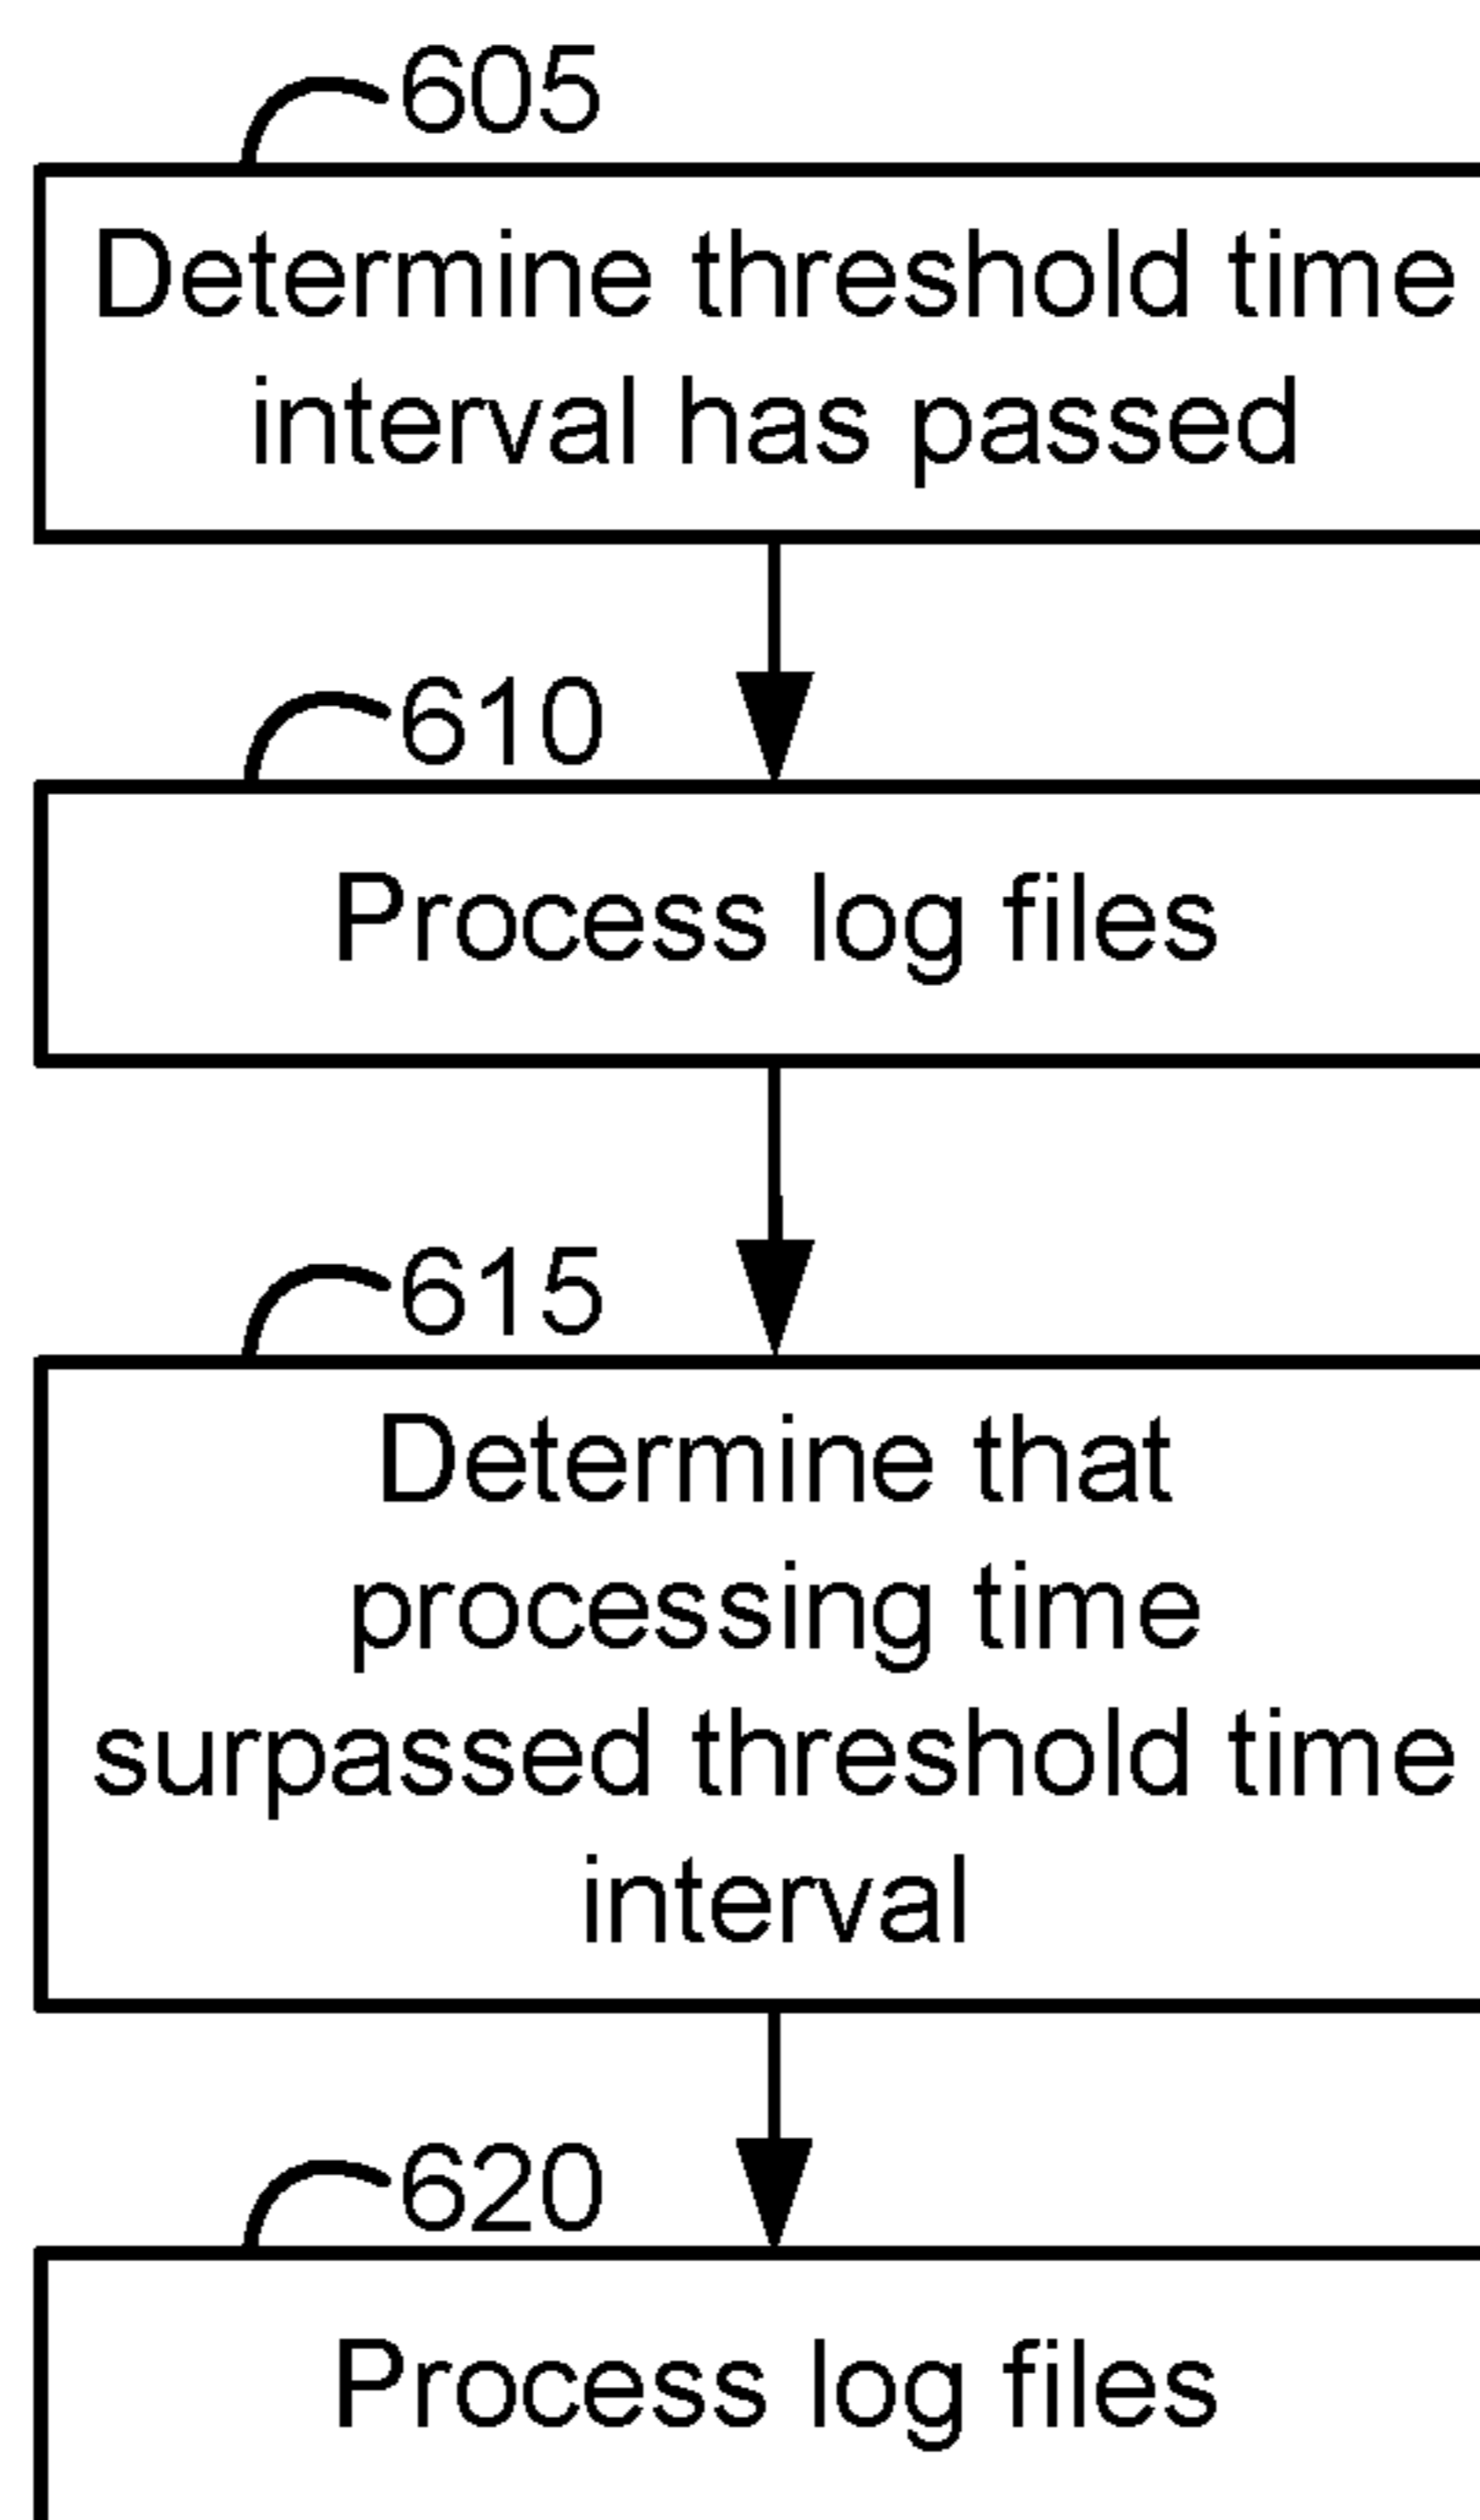 605
Determine threshold time
interval has passed
610
Process log files
615
Determine that
processing time
surpassed threshold time
interval
620
Process log files